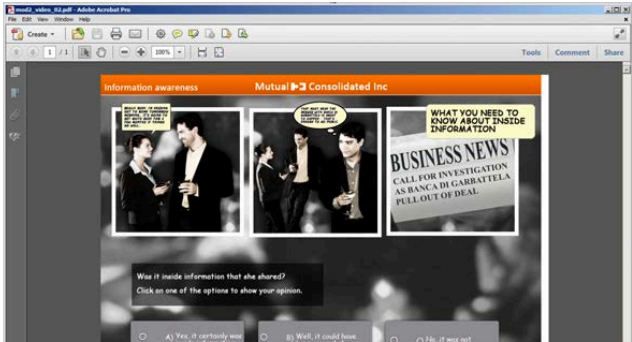 mod2_video_02.pdf - Adobe Acrobat Pro
File Edit View Window Help
Create
1 / 1 100% Tools Comment Share
Information awareness Mutual Consolidated Inc
WHAT YOU NEED TO
KNOW ABOUT INSIDE
INFORMATION
BUSINESS NEWS
CALL FOR INVESTIGATION
AS BANCA DI GARBATTELA
PULL OUT OF DEAL
Was it inside information that she shared?
Click on one of the options to show your opinion.
A) Yes, it certainly was
B) Well, it could have
No, it was not